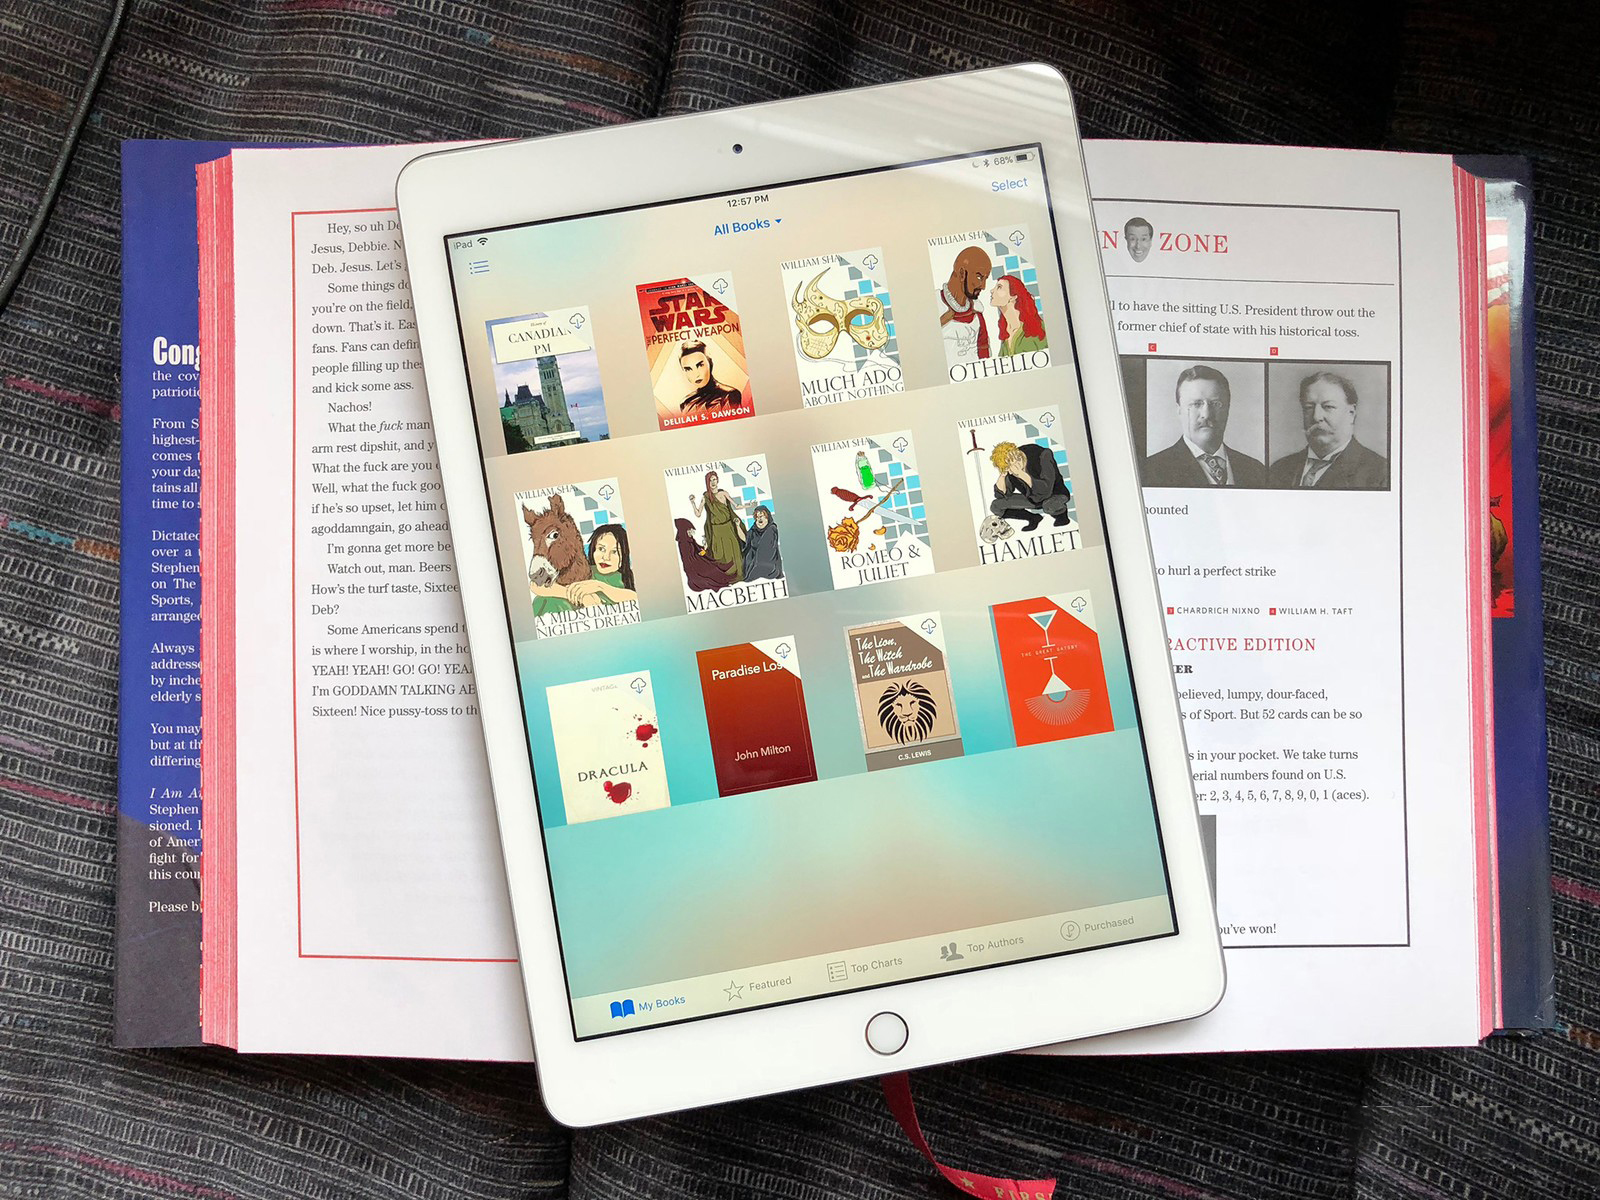 Cong
the cov
patriotic
From S
highest-
comes t
your day
tains all
time to s
Dictated
over a
Stephen
on The
Sports,
arranged
Always
addresse
by inche
elderly s
You may
but at th
differing
I Am A
Stephen
sioned. I
of Amer
fight for
this cou
Please b
Hey, so uh De
Jesus, Debbie. N
Deb. Jesus. Let's
Some things do
you're on the field,
down. That's it. Eas
fans. Fans can defin
people filling up the
and kick some ass.
Nachos!
What the fuck man
arm rest dipshit, and y
What the fuck are you
Well, what the fuck goo
if he's so upset, let him
agoddamngain, go ahead
I'm gonna get more be
Watch out, man. Beers
How's the turf taste, Sixtee
Deb?
Some Americans spend t
is where I worship, in the ho
YEAH! YEAH! GO! GO! YEA
I'm GODDAMN TALKING AB
Sixteen! Nice pussy-toss to th
iPad
12:57 PM
68%
All Books
Select
CANADIAN
PM
STAR
WARS
PERFECT WEAPON
DELILAH S. DAWSON
WILLIAM SHA
MUCH ADO
ABOUT NOTHING
WILLIAM SHA
OTHELLO
WILLIAM SHA
A MIDSUMMER
NIGHT'S DREAM
WILLIAM SHA
MACBETH
WILLIAM SHA
ROMEO &
JULIET
WILLIAM SHA
HAMLET
VINTAGE
DRACULA
Paradise Los
John Milton
The Lion,
The Witch
and The Wardrobe
C.S. LEWIS
THE GREAT GATSBY
My Books
Featured
Top Charts
Top Authors
Purchased
N ZONE
l to have the sitting U.S. President throw out the
former chief of state with his historical toss.
C
D
mounted
to hurl a perfect strike
CHARDRICH NIXNO WILLIAM H. TAFT
RACTIVE EDITION
ER
believed, lumpy, dour-faced,
s of Sport. But 52 cards can be so
s in your pocket. We take turns
erial numbers found on U.S.
er: 2, 3, 4, 5, 6, 7, 8, 9, 0, 1 (aces).
ou've won!
FIRS